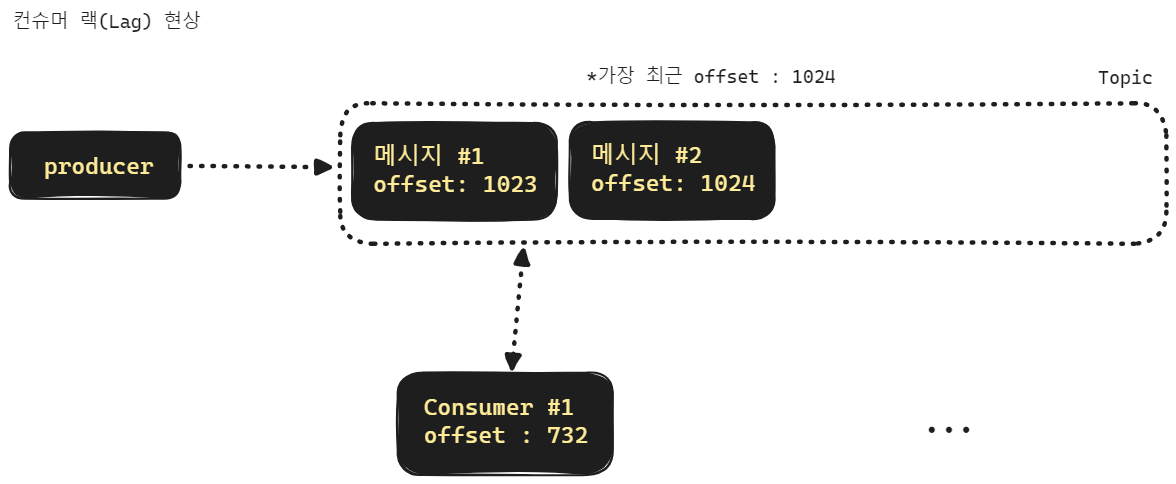 컨슈머 랙(Lag) 현상
*가장 최근 offset : 1024
Topic
producer
메시지 #1
offset: 1023
메시지 #2
offset: 1024
Consumer #1
offset : 732
...